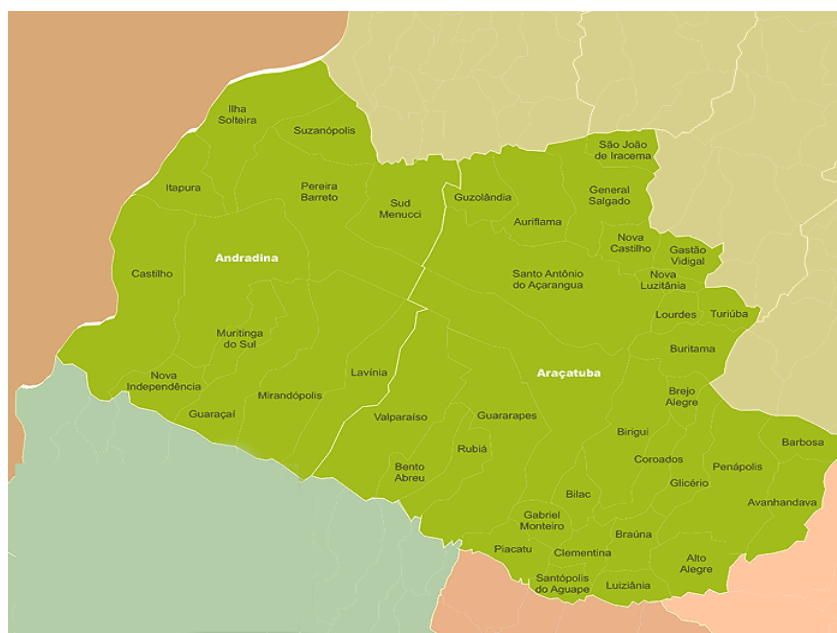 Ilha
Solteira
Suzanópolis
São João
de Iracema
Itapura
Pereira
Barreto
Sud
Menucci
Guzolândia
General
Salgado
Auriflama
Nova
Castilho
Gastão
Vidigal
Andradina
Castilho
Santo Antônio
do Açarangua
Nova
Luzitânia
Lourdes
Turiúba
Muritinga
do Sul
Buritama
Nova
Independência
Lavínia
Araçatuba
Mirandópolis
Brejo
Alegre
Guaraçaí
Valparaíso
Guararapes
Birigui
Barbosa
Rubiá
Coroados
Penápolis
Bento
Abreu
Glicério
Bilac
Avanhandava
Gabriel
Monteiro
Braúna
Piacatu
Clementina
Alto
Alegre
Santópolis
do Aguape
Luiziânia